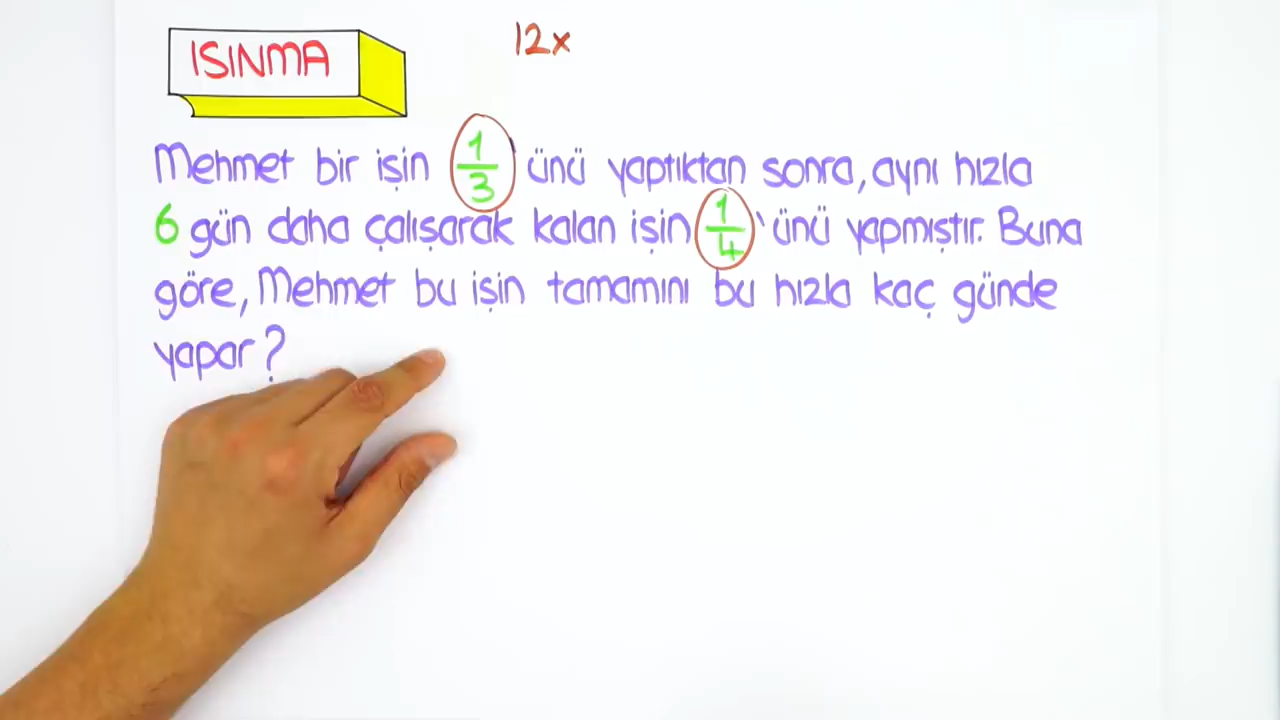 ISINMA
12x
Mehmet bir işin 1/3 ünü yaptıktan sonra, aynı hızla
6 gün daha çalışarak kalan işin 1/4 'ünü yapmıştır. Buna
göre, Mehmet bu işin tamamını bu hızla kaç günde
yapar?